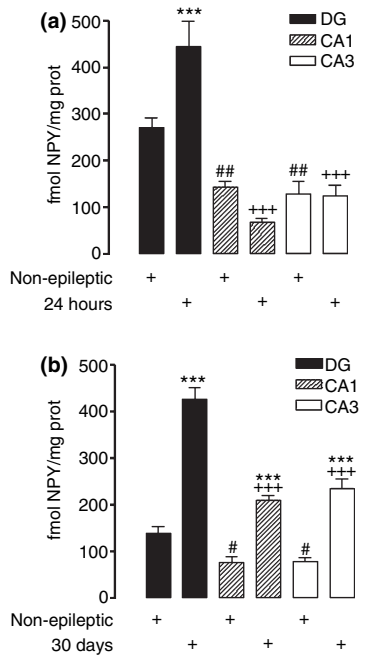 (a)
DG
CA1
CA3
fmol NPY/mg prot
500
400
300
200
100
0
***
##
+++
##
+++
Non-epileptic + + +
24 hours + + +
(b)
DG
CA1
CA3
fmol NPY/mg prot
500
400
300
200
100
0
***
#
***
+++
#
***
+++
Non-epileptic + + +
30 days + + +